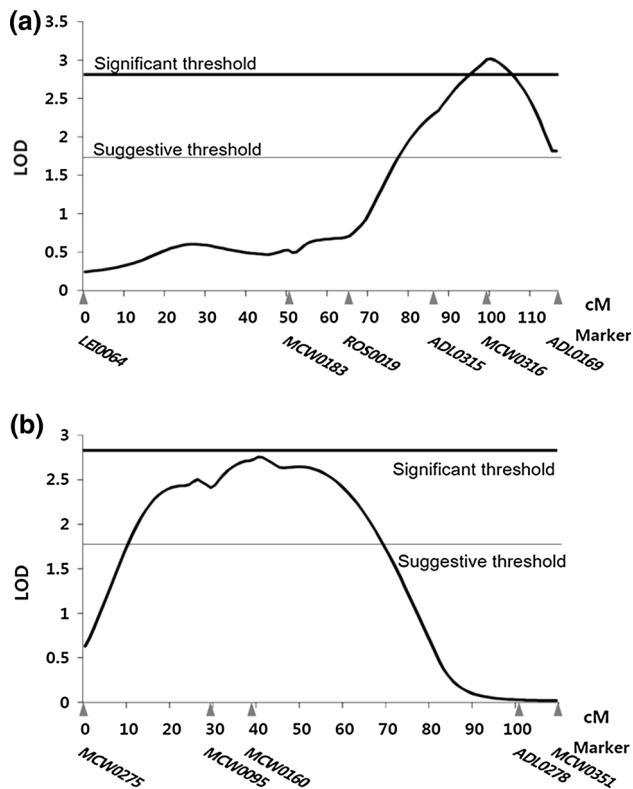 (a)
3.5
3
2.5
2
1.5
1
0.5
0
LOD
Significant threshold
Suggestive threshold
0 10 20 30 40 50 60 70 80 90 100 110 cM
Marker
LEI0064 MCW0183 ROS0019 ADL0315 MCW0316 ADL0169
(b)
3
2.5
2
1.5
1
0.5
0
LOD
Significant threshold
Suggestive threshold
0 10 20 30 40 50 60 70 80 90 100 cM
Marker
MCW0275 MCW0095 MCW0160 ADL0278 MCW0351